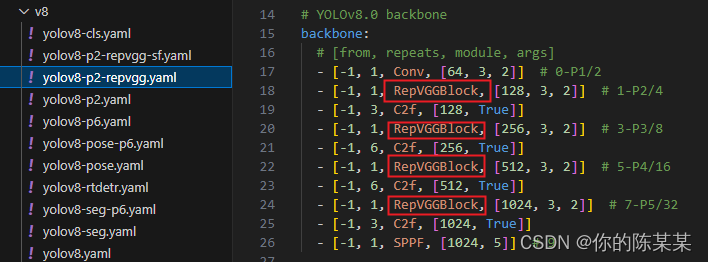 v8
yolov8-cls.yaml
yolov8-p2-repvgg-sf.yaml
yolov8-p2-repvgg.yaml
yolov8-p2.yaml
yolov8-p6.yaml
yolov8-pose-p6.yaml
yolov8-pose.yaml
yolov8-rtdetr.yaml
yolov8-seg-p6.yaml
yolov8-seg.yaml
yolov8.yaml
14 # YOLOv8.0 backbone
15 backbone:
16 # [from, repeats, module, args]
17 - [-1, 1, Conv, [64, 3, 2]] # 0-P1/2
18 - [-1, 1, RepVGGBlock, [128, 3, 2]] # 1-P2/4
19 - [-1, 3, C2f, [128, True]]
20 - [-1, 1, RepVGGBlock, [256, 3, 2]] # 3-P3/8
21 - [-1, 6, C2f, [256, True]]
22 - [-1, 1, RepVGGBlock, [512, 3, 2]] # 5-P4/16
23 - [-1, 6, C2f, [512, True]]
24 - [-1, 1, RepVGGBlock, [1024, 3, 2]] # 7-P5/32
25 - [-1, 3, C2f, [1024, True]]
26 - [-1, 1, SPPF, [1024, 5]] # 9
27
CSDN @你的陈某某